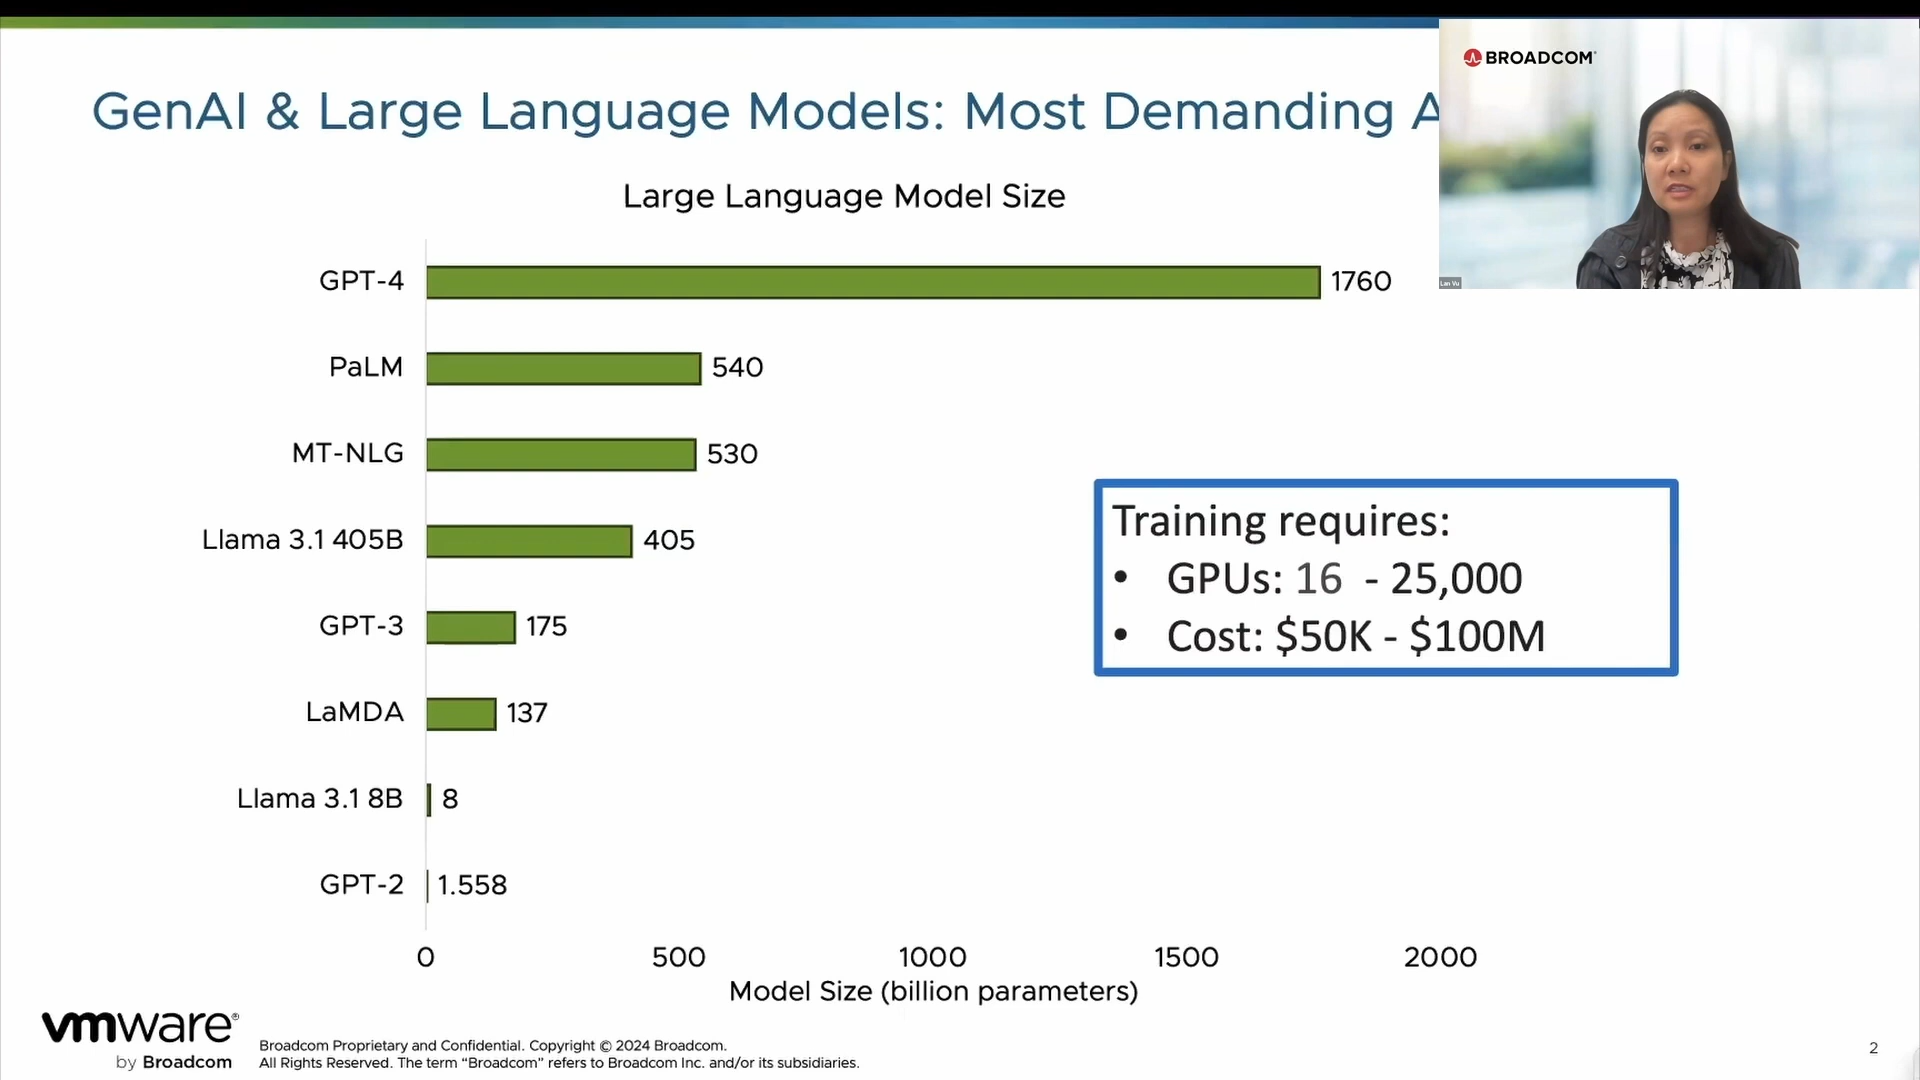 GenAI & Large Language Models: Most Demanding A
BROADCOM
Lan Vu
Large Language Model Size
GPT-4 1760
PaLM 540
MT-NLG 530
Llama 3.1 405B 405
GPT-3 175
LaMDA 137
Llama 3.1 8B 8
GPT-2 1.558
0 500 1000 1500 2000
Model Size (billion parameters)
Training requires:
• GPUs: 16 - 25,000
• Cost: $50K - $100M
vmware®
by Broadcom
Broadcom Proprietary and Confidential. Copyright © 2024 Broadcom.
All Rights Reserved. The term “Broadcom” refers to Broadcom Inc. and/or its subsidiaries.
2